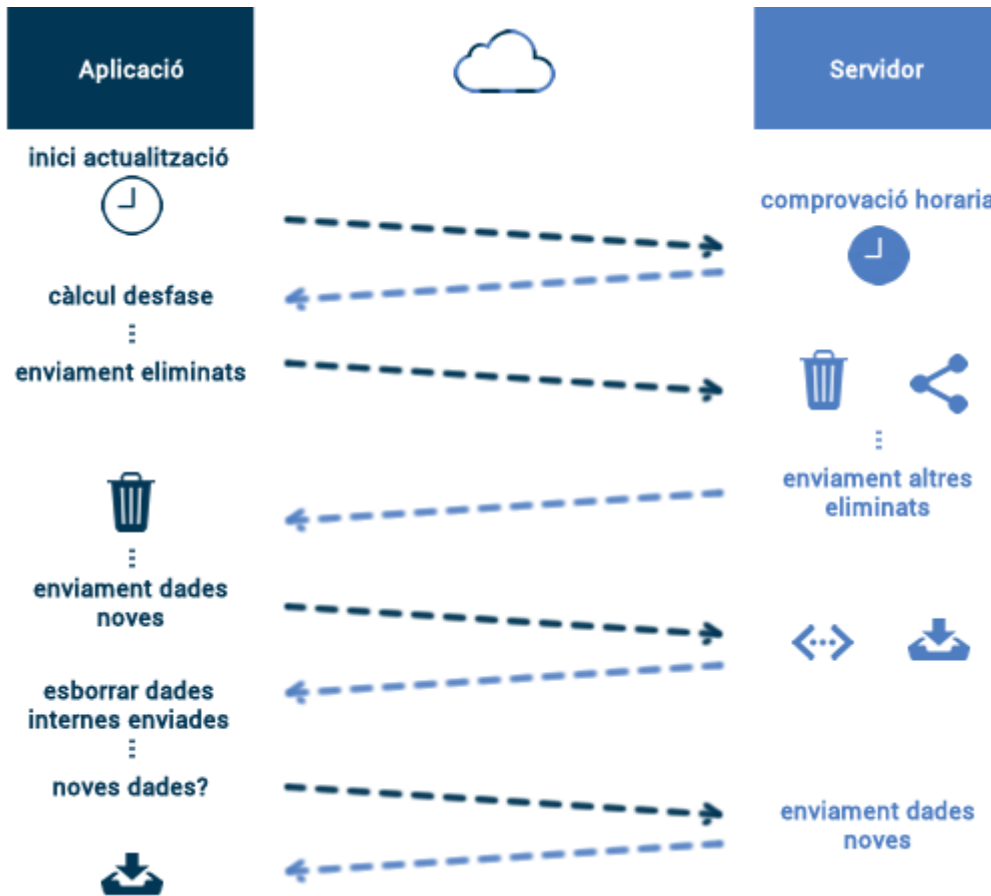 Aplicació
Servidor
inici actualització
comprovació horaria
càlcul desfase
enviament eliminats
enviament altres
eliminats
enviament dades
noves
esborrar dades
internes enviades
noves dades?
enviament dades
noves